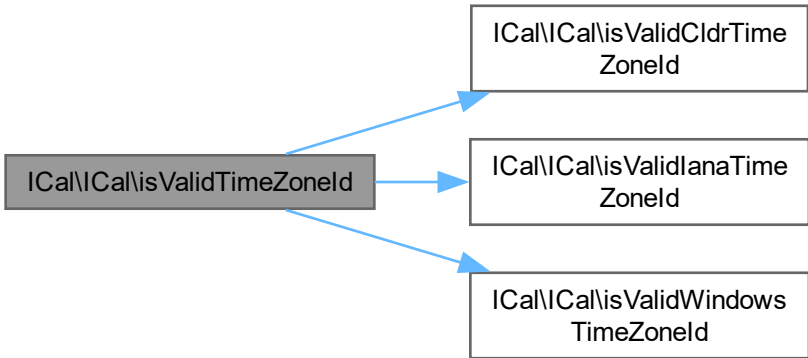 ICal\ICal\isValidCldrTime
ZoneId
ICal\ICal\isValidTimeZoneId
ICal\ICal\isValidIanaTime
ZoneId
ICal\ICal\isValidWindows
TimeZoneId